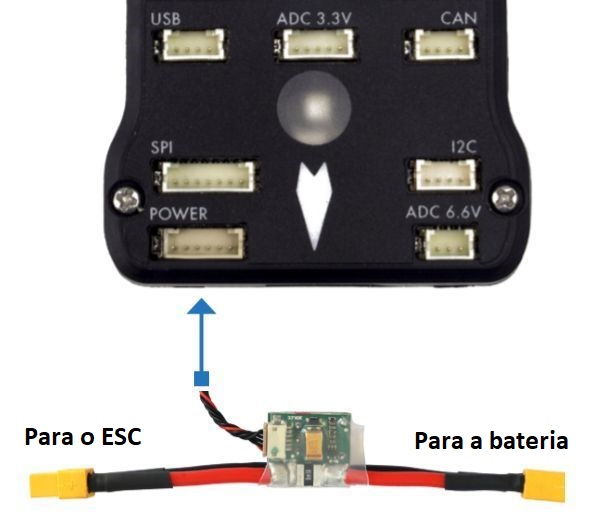 USB
ADC 3.3V
CAN
SPI
I2C
POWER
ADC 6.6V
Para o ESC
Para a bateria